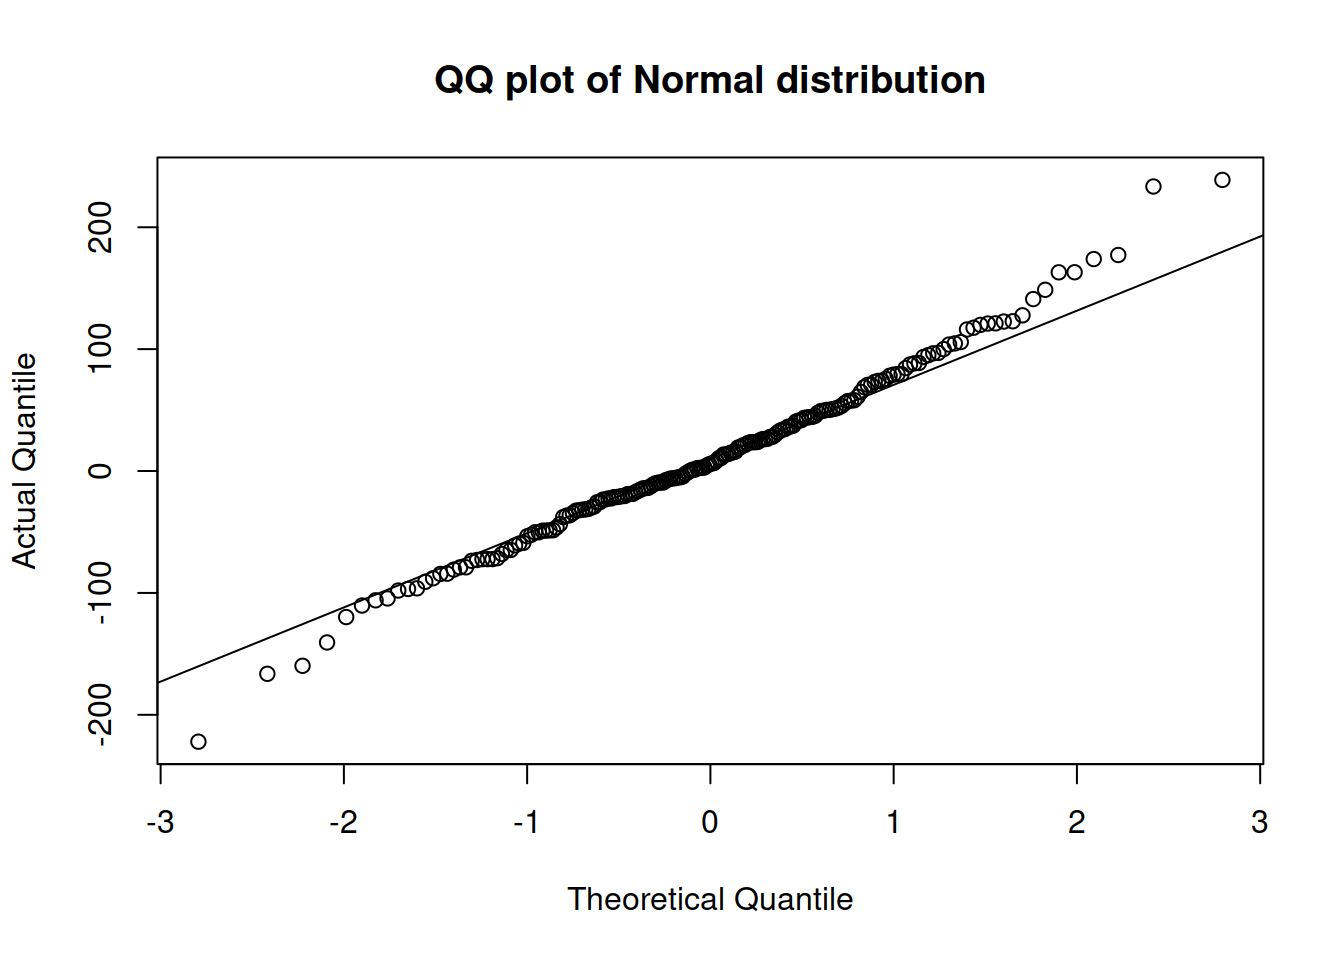 QQ plot of Normal distribution
Actual Quantile
200
100
0
-100
-200
-3 -2 -1 0 1 2 3
Theoretical Quantile